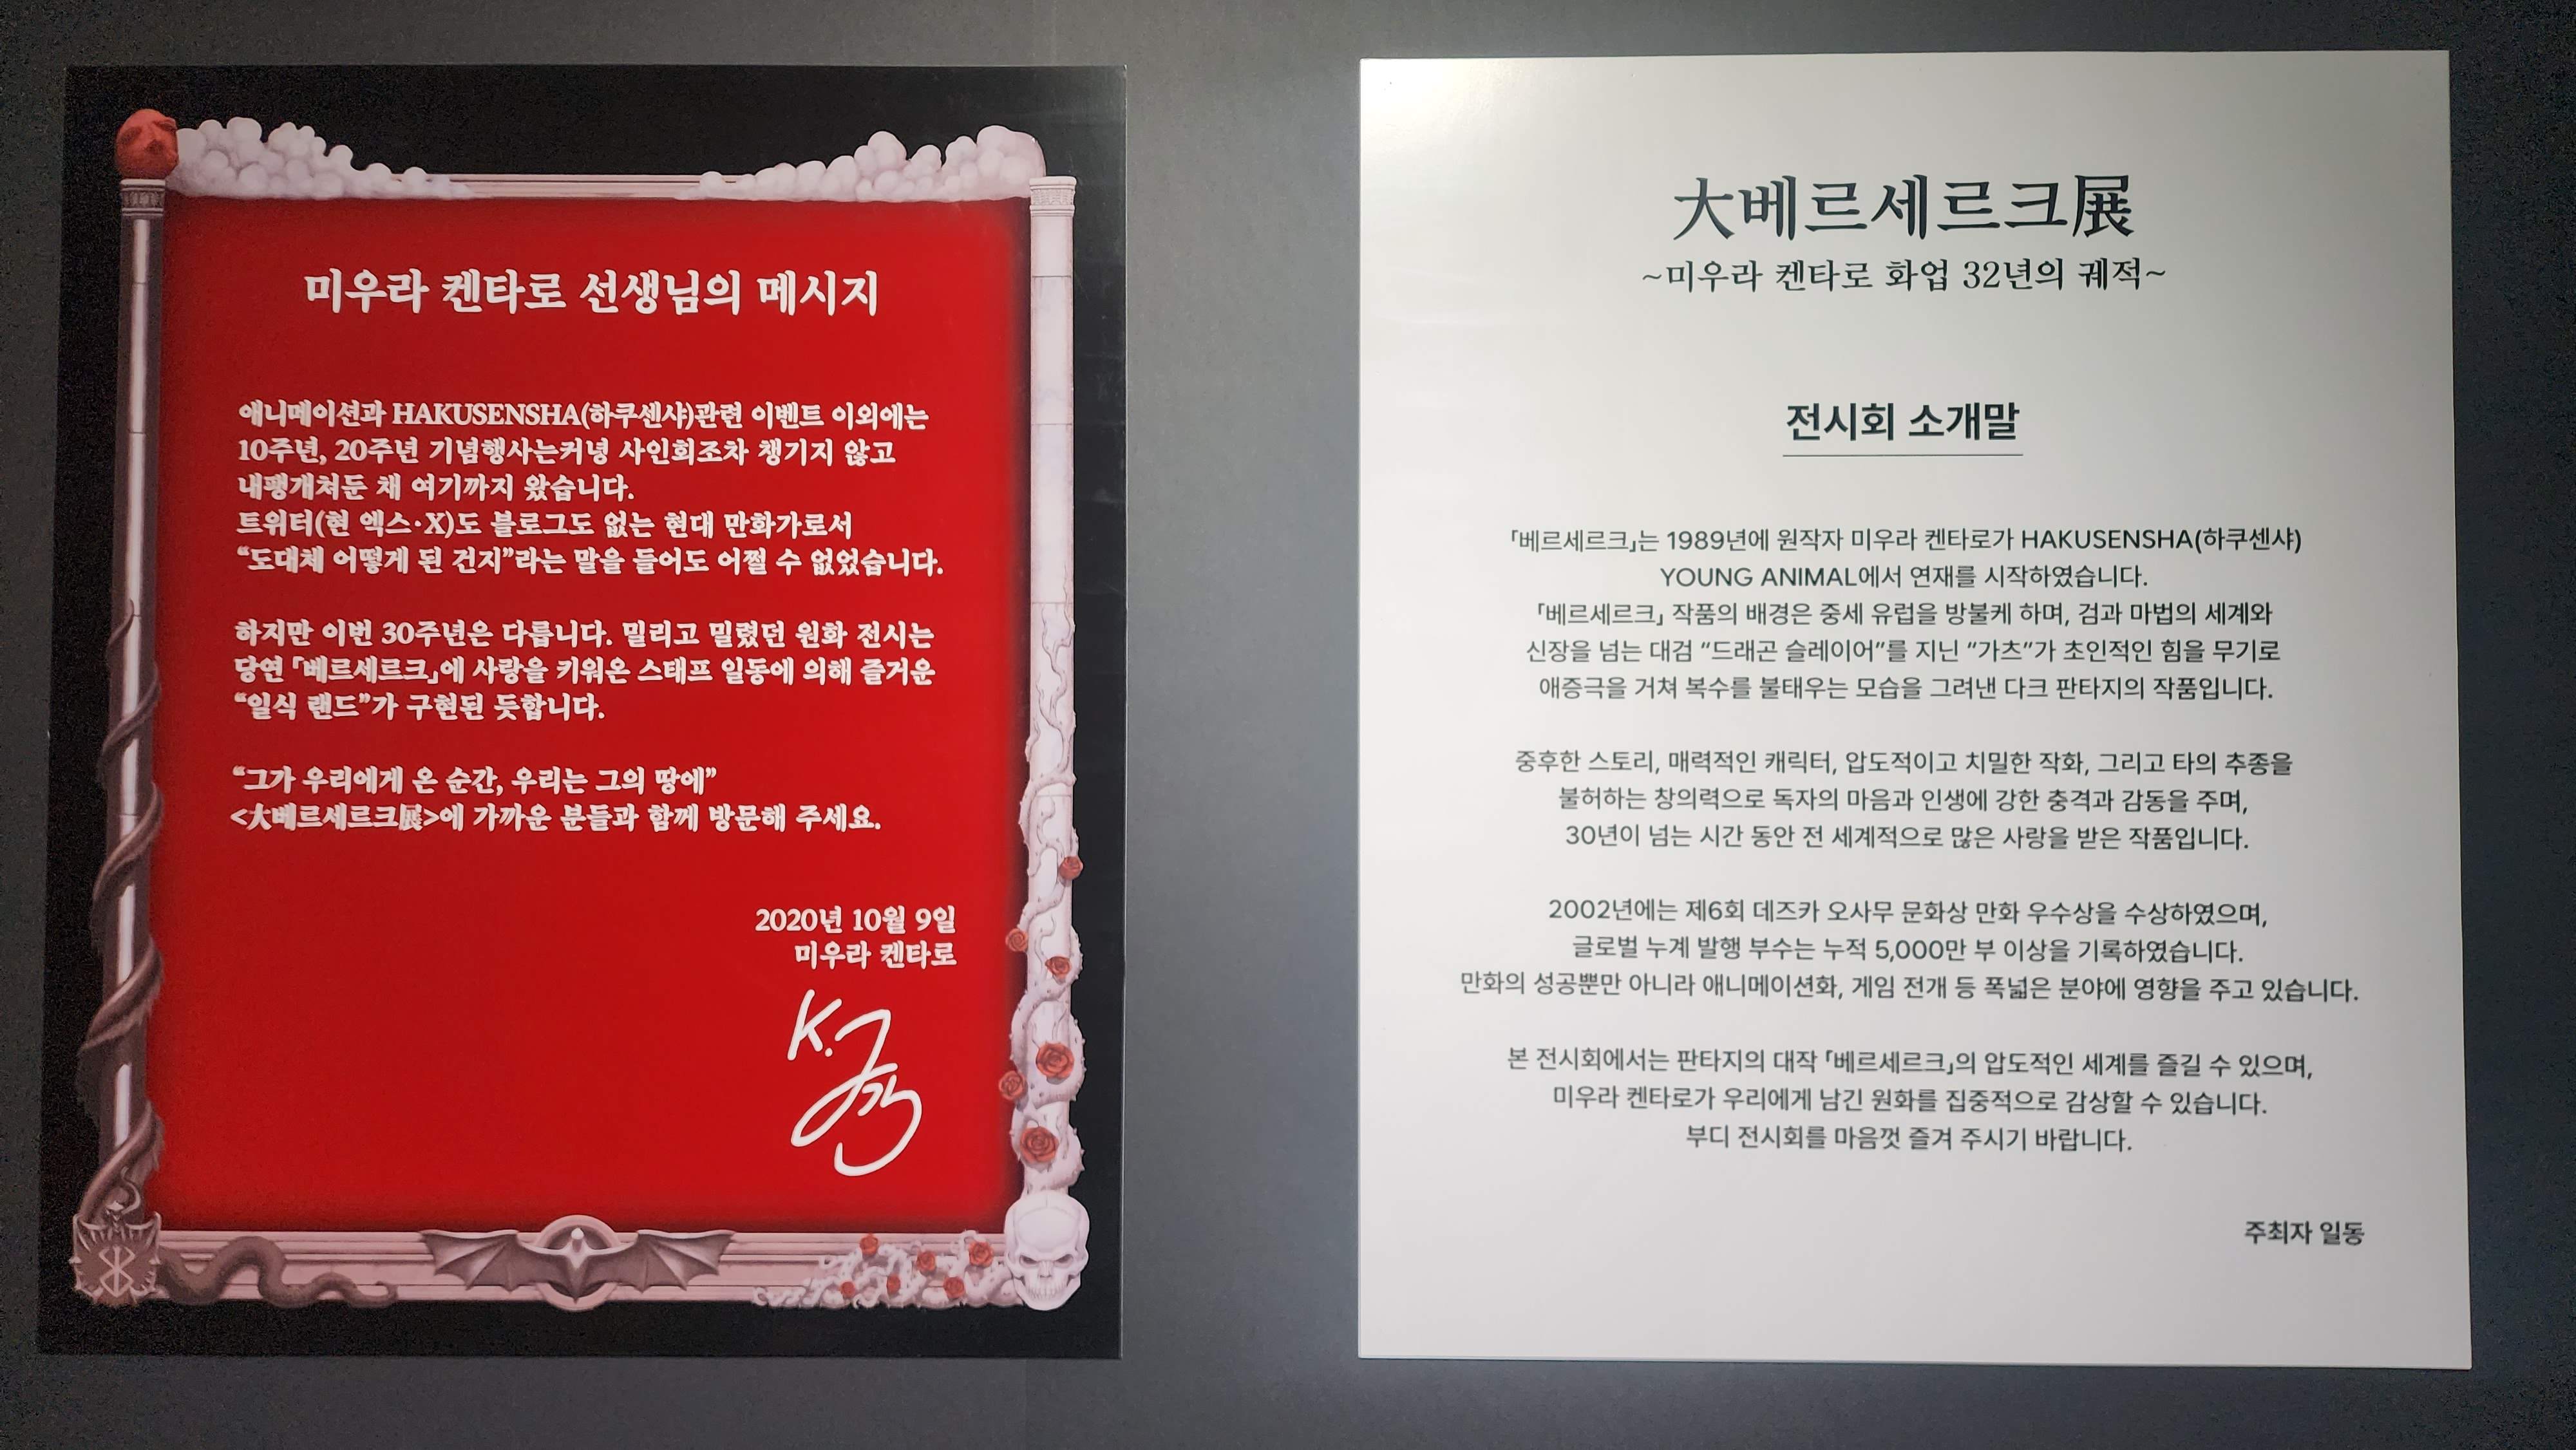 미우라 켄타로 선생님의 메시지
애니메이션과 HAKUSENSHA(하쿠센샤)관련 이벤트 이외에는
10주년, 20주년 기념행사는커녕 사인회조차 챙기지 않고
내팽개쳐둔 채 여기까지 왔습니다.
트위터(현 엑스·X)도 블로그도 없는 현대 만화가로서
“도대체 어떻게 된 건지”라는 말을 들어도 어쩔 수 없었습니다.
하지만 이번 30주년은 다릅니다. 밀리고 밀렸던 원화 전시는
당연 「베르세르크」에 사랑을 키워온 스태프 일동에 의해 즐거운
“일식 랜드”가 구현된 듯합니다.
“그가 우리에게 온 순간, 우리는 그의 땅에”
<大베르세르크展>에 가까운 분들과 함께 방문해 주세요.
2020년 10월 9일
미우라 켄타로
大베르세르크展
~미우라 켄타로 화업 32년의 궤적~
전시회 소개말
「베르세르크」는 1989년에 원작자 미우라 켄타로가 HAKUSENSHA(하쿠센샤)
YOUNG ANIMAL에서 연재를 시작하였습니다.
「베르세르크」 작품의 배경은 중세 유럽을 방불케 하며, 검과 마법의 세계와
신장을 넘는 대검 “드래곤 슬레이어”를 지닌 “가츠”가 초인적인 힘을 무기로
애증극을 거쳐 복수를 불태우는 모습을 그려낸 다크 판타지의 작품입니다.
중후한 스토리, 매력적인 캐릭터, 압도적이고 치밀한 작화, 그리고 타의 추종을
불허하는 창의력으로 독자의 마음과 인생에 강한 충격과 감동을 주며,
30년이 넘는 시간 동안 전 세계적으로 많은 사랑을 받은 작품입니다.
2002년에는 제6회 데즈카 오사무 문화상 만화 우수상을 수상하였으며,
글로벌 누계 발행 부수는 누적 5,000만 부 이상을 기록하였습니다.
만화의 성공뿐만 아니라 애니메이션화, 게임 전개 등 폭넓은 분야에 영향을 주고 있습니다.
본 전시회에서는 판타지의 대작 「베르세르크」의 압도적인 세계를 즐길 수 있으며,
미우라 켄타로가 우리에게 남긴 원화를 집중적으로 감상할 수 있습니다.
부디 전시회를 마음껏 즐겨 주시기 바랍니다.
주최자 일동